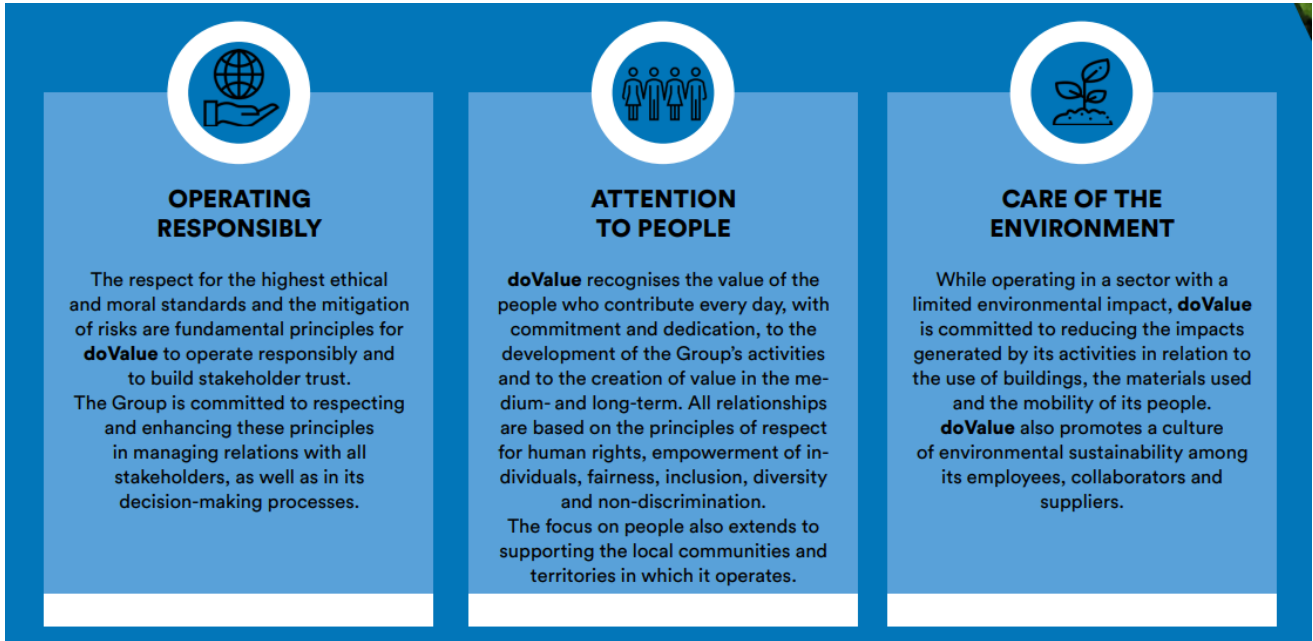 OPERATING
RESPONSIBLY
The respect for the highest ethical
and moral standards and the mitigation
of risks are fundamental principles for
doValue to operate responsibly and
to build stakeholder trust.
The Group is committed to respecting
and enhancing these principles
in managing relations with all
stakeholders, as well as in its
decision-making processes.
ATTENTION
TO PEOPLE
doValue recognises the value of the
people who contribute every day, with
commitment and dedication, to the
development of the Group's activities
and to the creation of value in the me-
dium- and long-term. All relationships
are based on the principles of respect
for human rights, empowerment of in-
dividuals, fairness, inclusion, diversity
and non-discrimination.
The focus on people also extends to
supporting the local communities and
territories in which it operates.
CARE OF THE
ENVIRONMENT
While operating in a sector with a
limited environmental impact, doValue
is committed to reducing the impacts
generated by its activities in relation to
the use of buildings, the materials used
and the mobility of its people.
doValue also promotes a culture
of environmental sustainability among
its employees, collaborators and
suppliers.